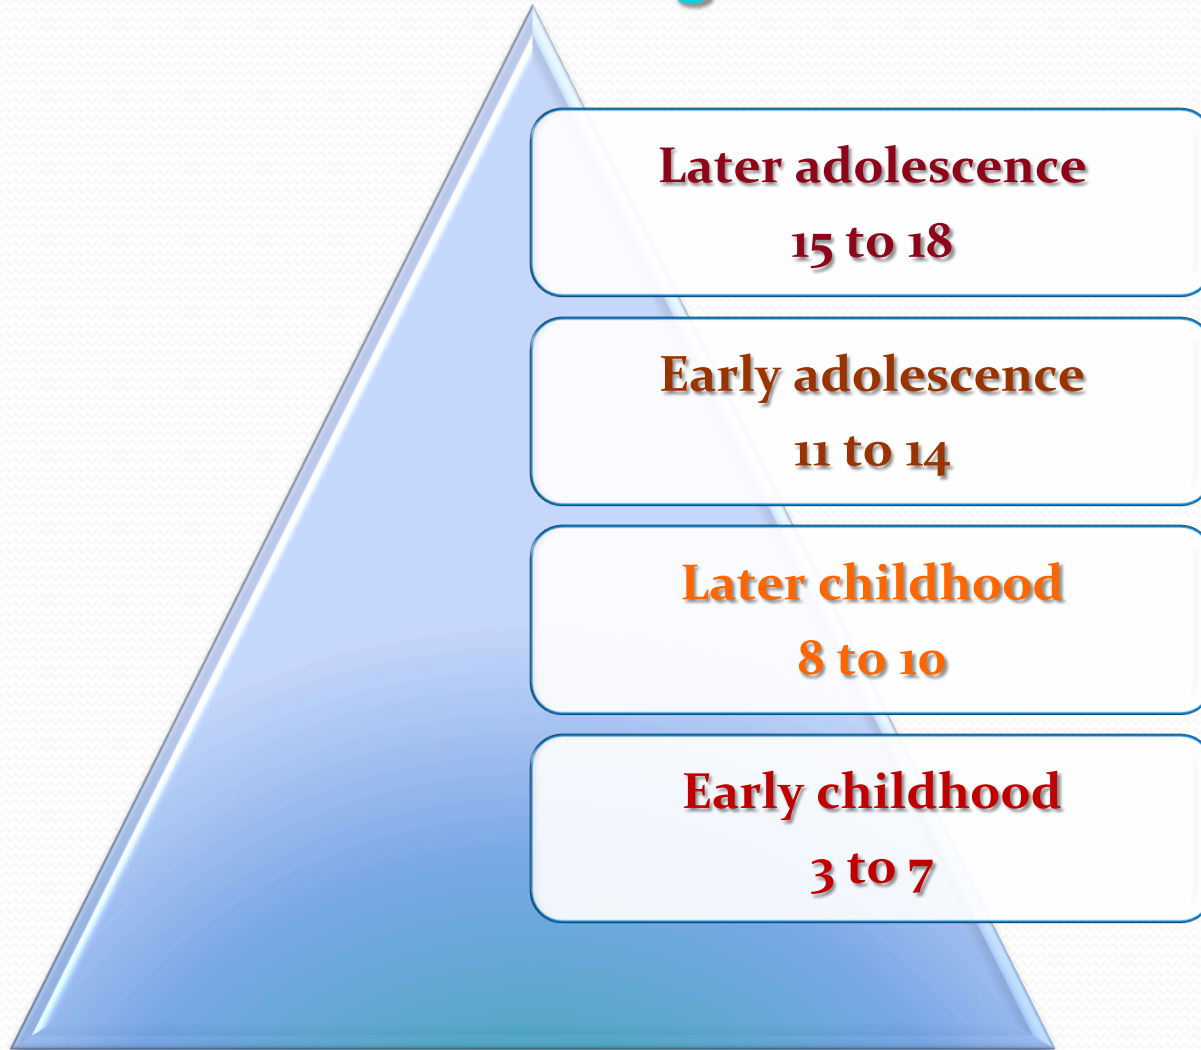 Later adolescence
15 to 18
Early adolescence
11 to 14
Later childhood
8 to 10
Early childhood
3 to 7